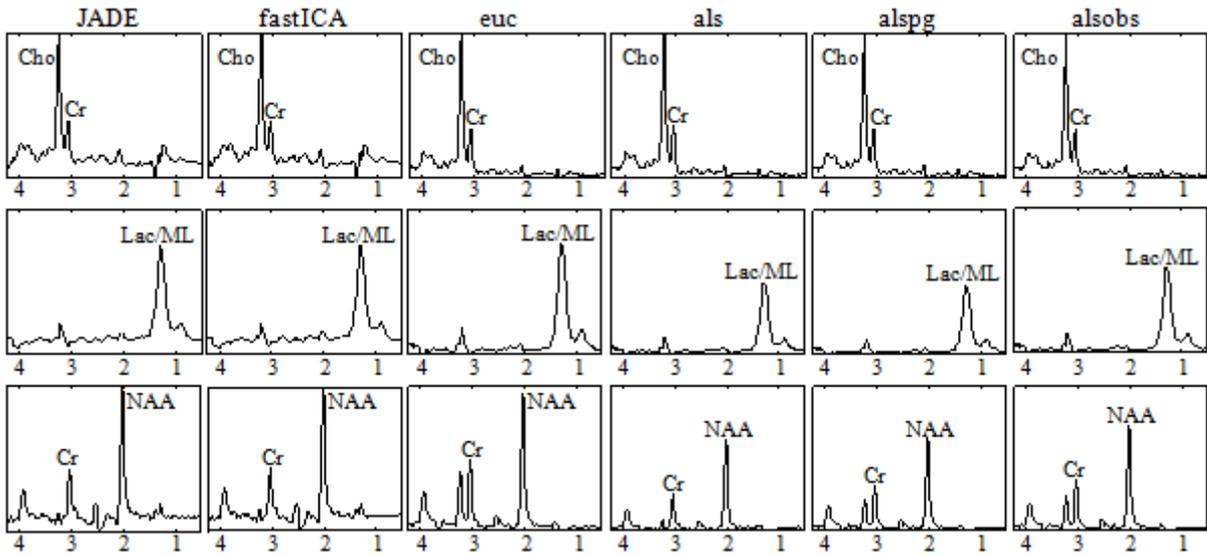 JADE fastICA euc als alspg alsobs
Cho Cho Cho Cho Cho Cho
Cr Cr Cr Cr Cr Cr
4 3 2 1 4 3 2 1 4 3 2 1 4 3 2 1 4 3 2 1 4 3 2 1
Lac/ML Lac/ML Lac/ML Lac/ML Lac/ML Lac/ML
4 3 2 1 4 3 2 1 4 3 2 1 4 3 2 1 4 3 2 1 4 3 2 1
NAA NAA NAA NAA NAA NAA
Cr Cr Cr Cr Cr Cr
4 3 2 1 4 3 2 1 4 3 2 1 4 3 2 1 4 3 2 1 4 3 2 1